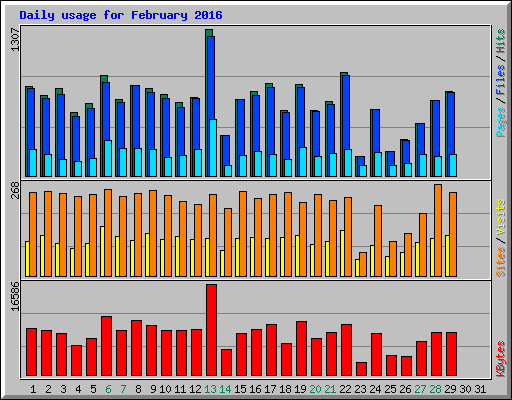 Daily usage for February 2016
1307
Pages / Files / Hits
268
Sites / Visits
16586
KBytes
1 2 3 4 5 6 7 8 9 10 11 12 13 14 15 16 17 18 19 20 21 22 23 24 25 26 27 28 29 30 31